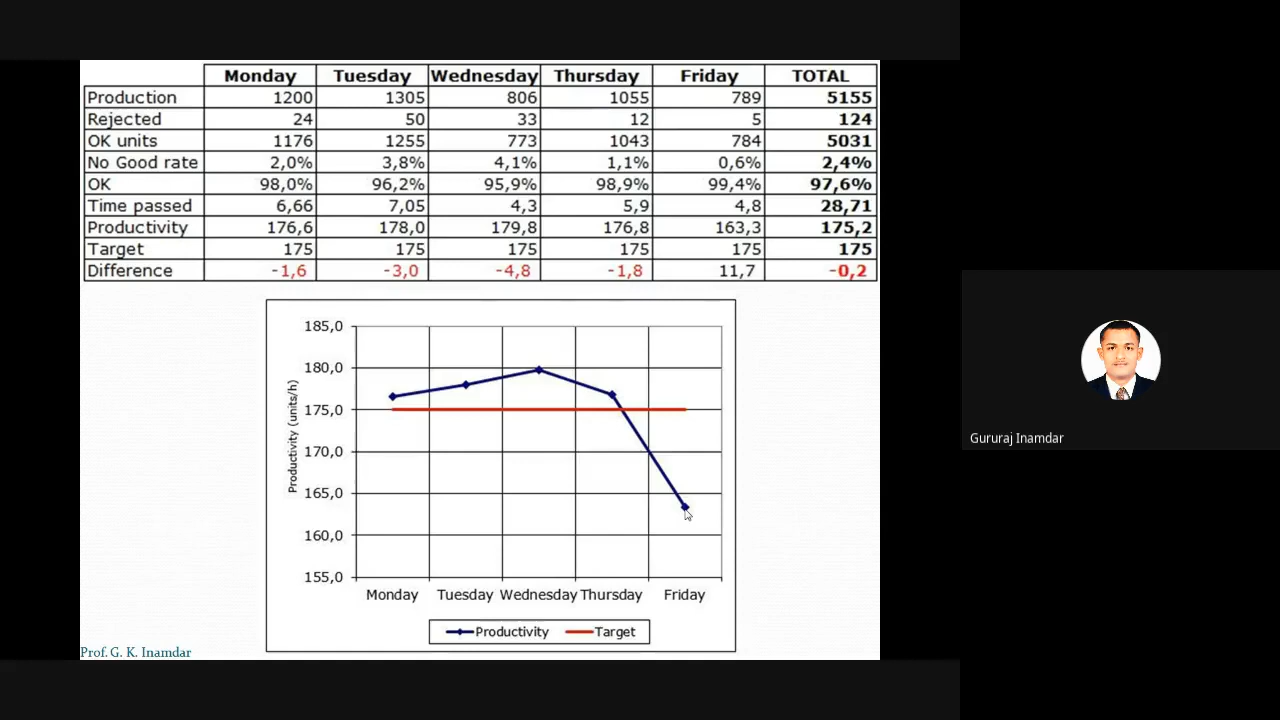 Monday Tuesday Wednesday Thursday Friday TOTAL
Production 1200 1305 806 1055 789 5155
Rejected 24 50 33 12 5 124
OK units 1176 1255 773 1043 784 5031
No Good rate 2,0% 3,8% 4,1% 1,1% 0,6% 2,4%
OK 98,0% 96,2% 95,9% 98,9% 99,4% 97,6%
Time passed 6,66 7,05 4,3 5,9 4,8 28,71
Productivity 176,6 178,0 179,8 176,8 163,3 175,2
Target 175 175 175 175 175 175
Difference -1,6 -3,0 -4,8 -1,8 11,7 -0,2
Productivity (units/h)
185,0
180,0
175,0
170,0
165,0
160,0
155,0
Monday Tuesday Wednesday Thursday Friday
Productivity Target
Prof. G. K. Inamdar
Gururaj Inamdar